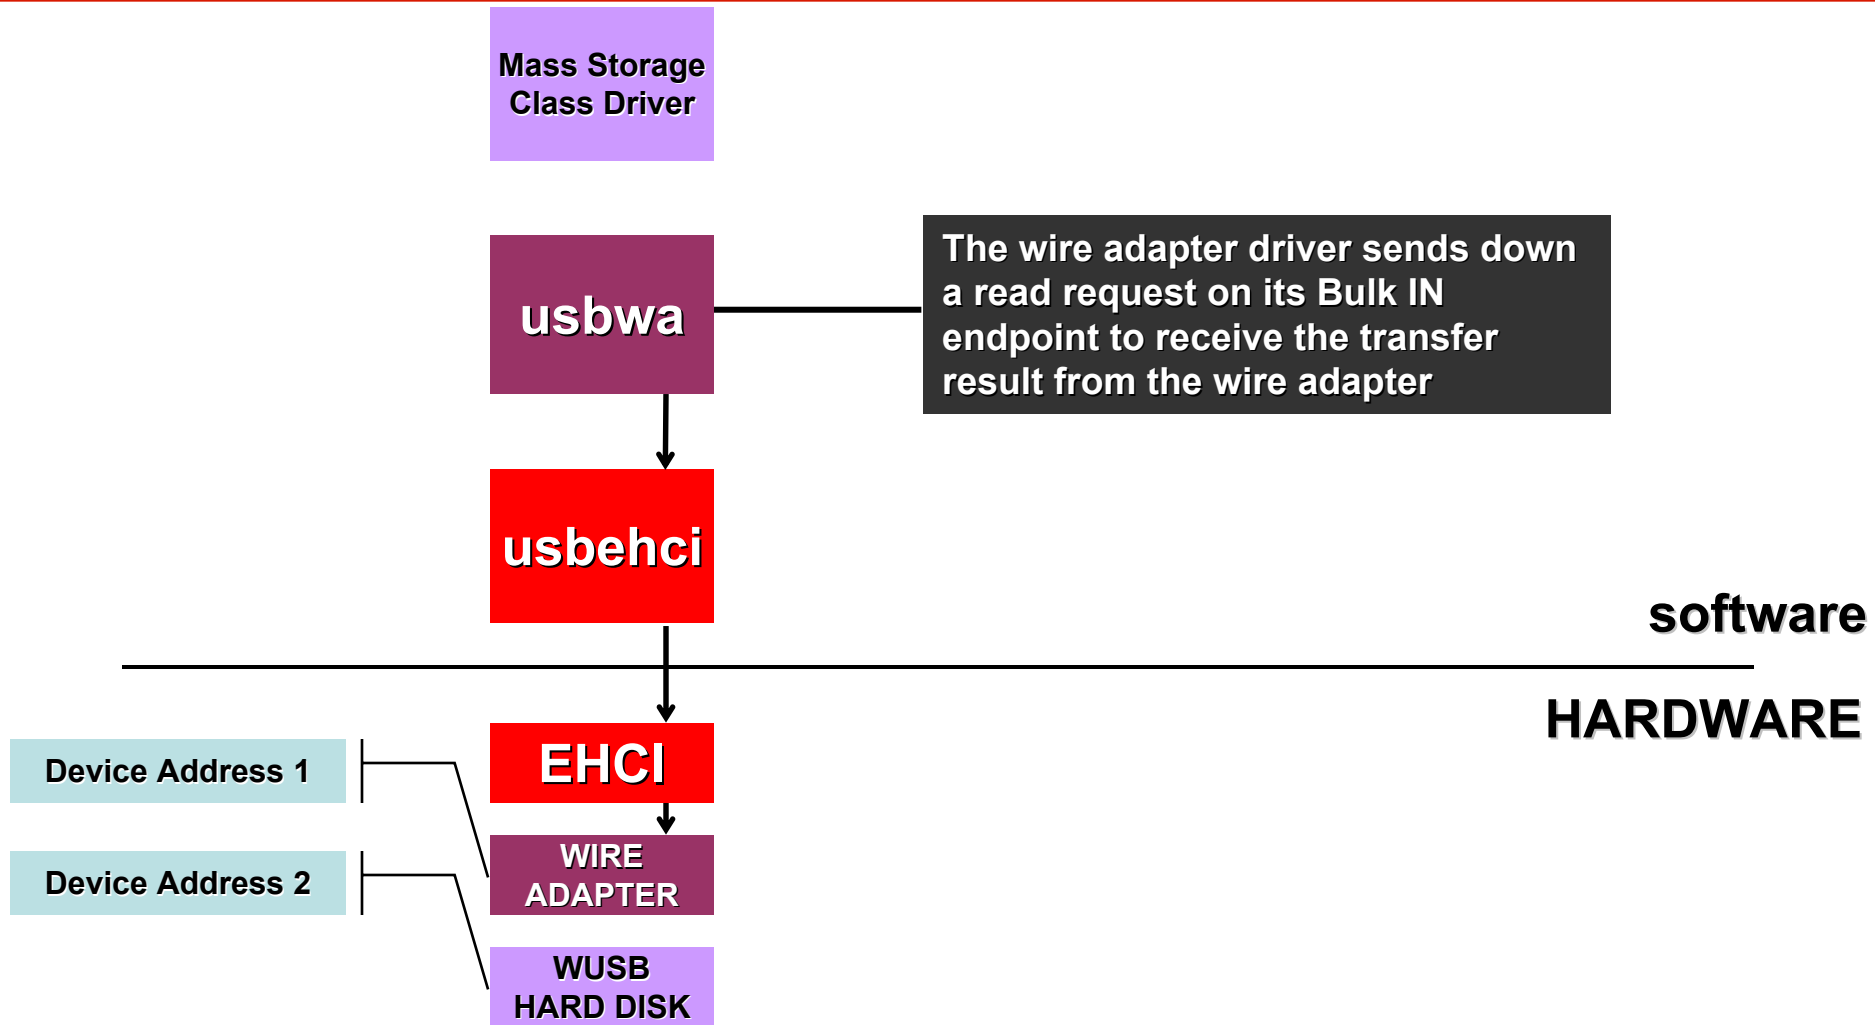 Mass Storage
Class Driver
usbwa
The wire adapter driver sends down
a read request on its Bulk IN
endpoint to receive the transfer
result from the wire adapter
usbehci
software
HARDWARE
EHCI
Device Address 1
WIRE
ADAPTER
Device Address 2
WUSB
HARD DISK